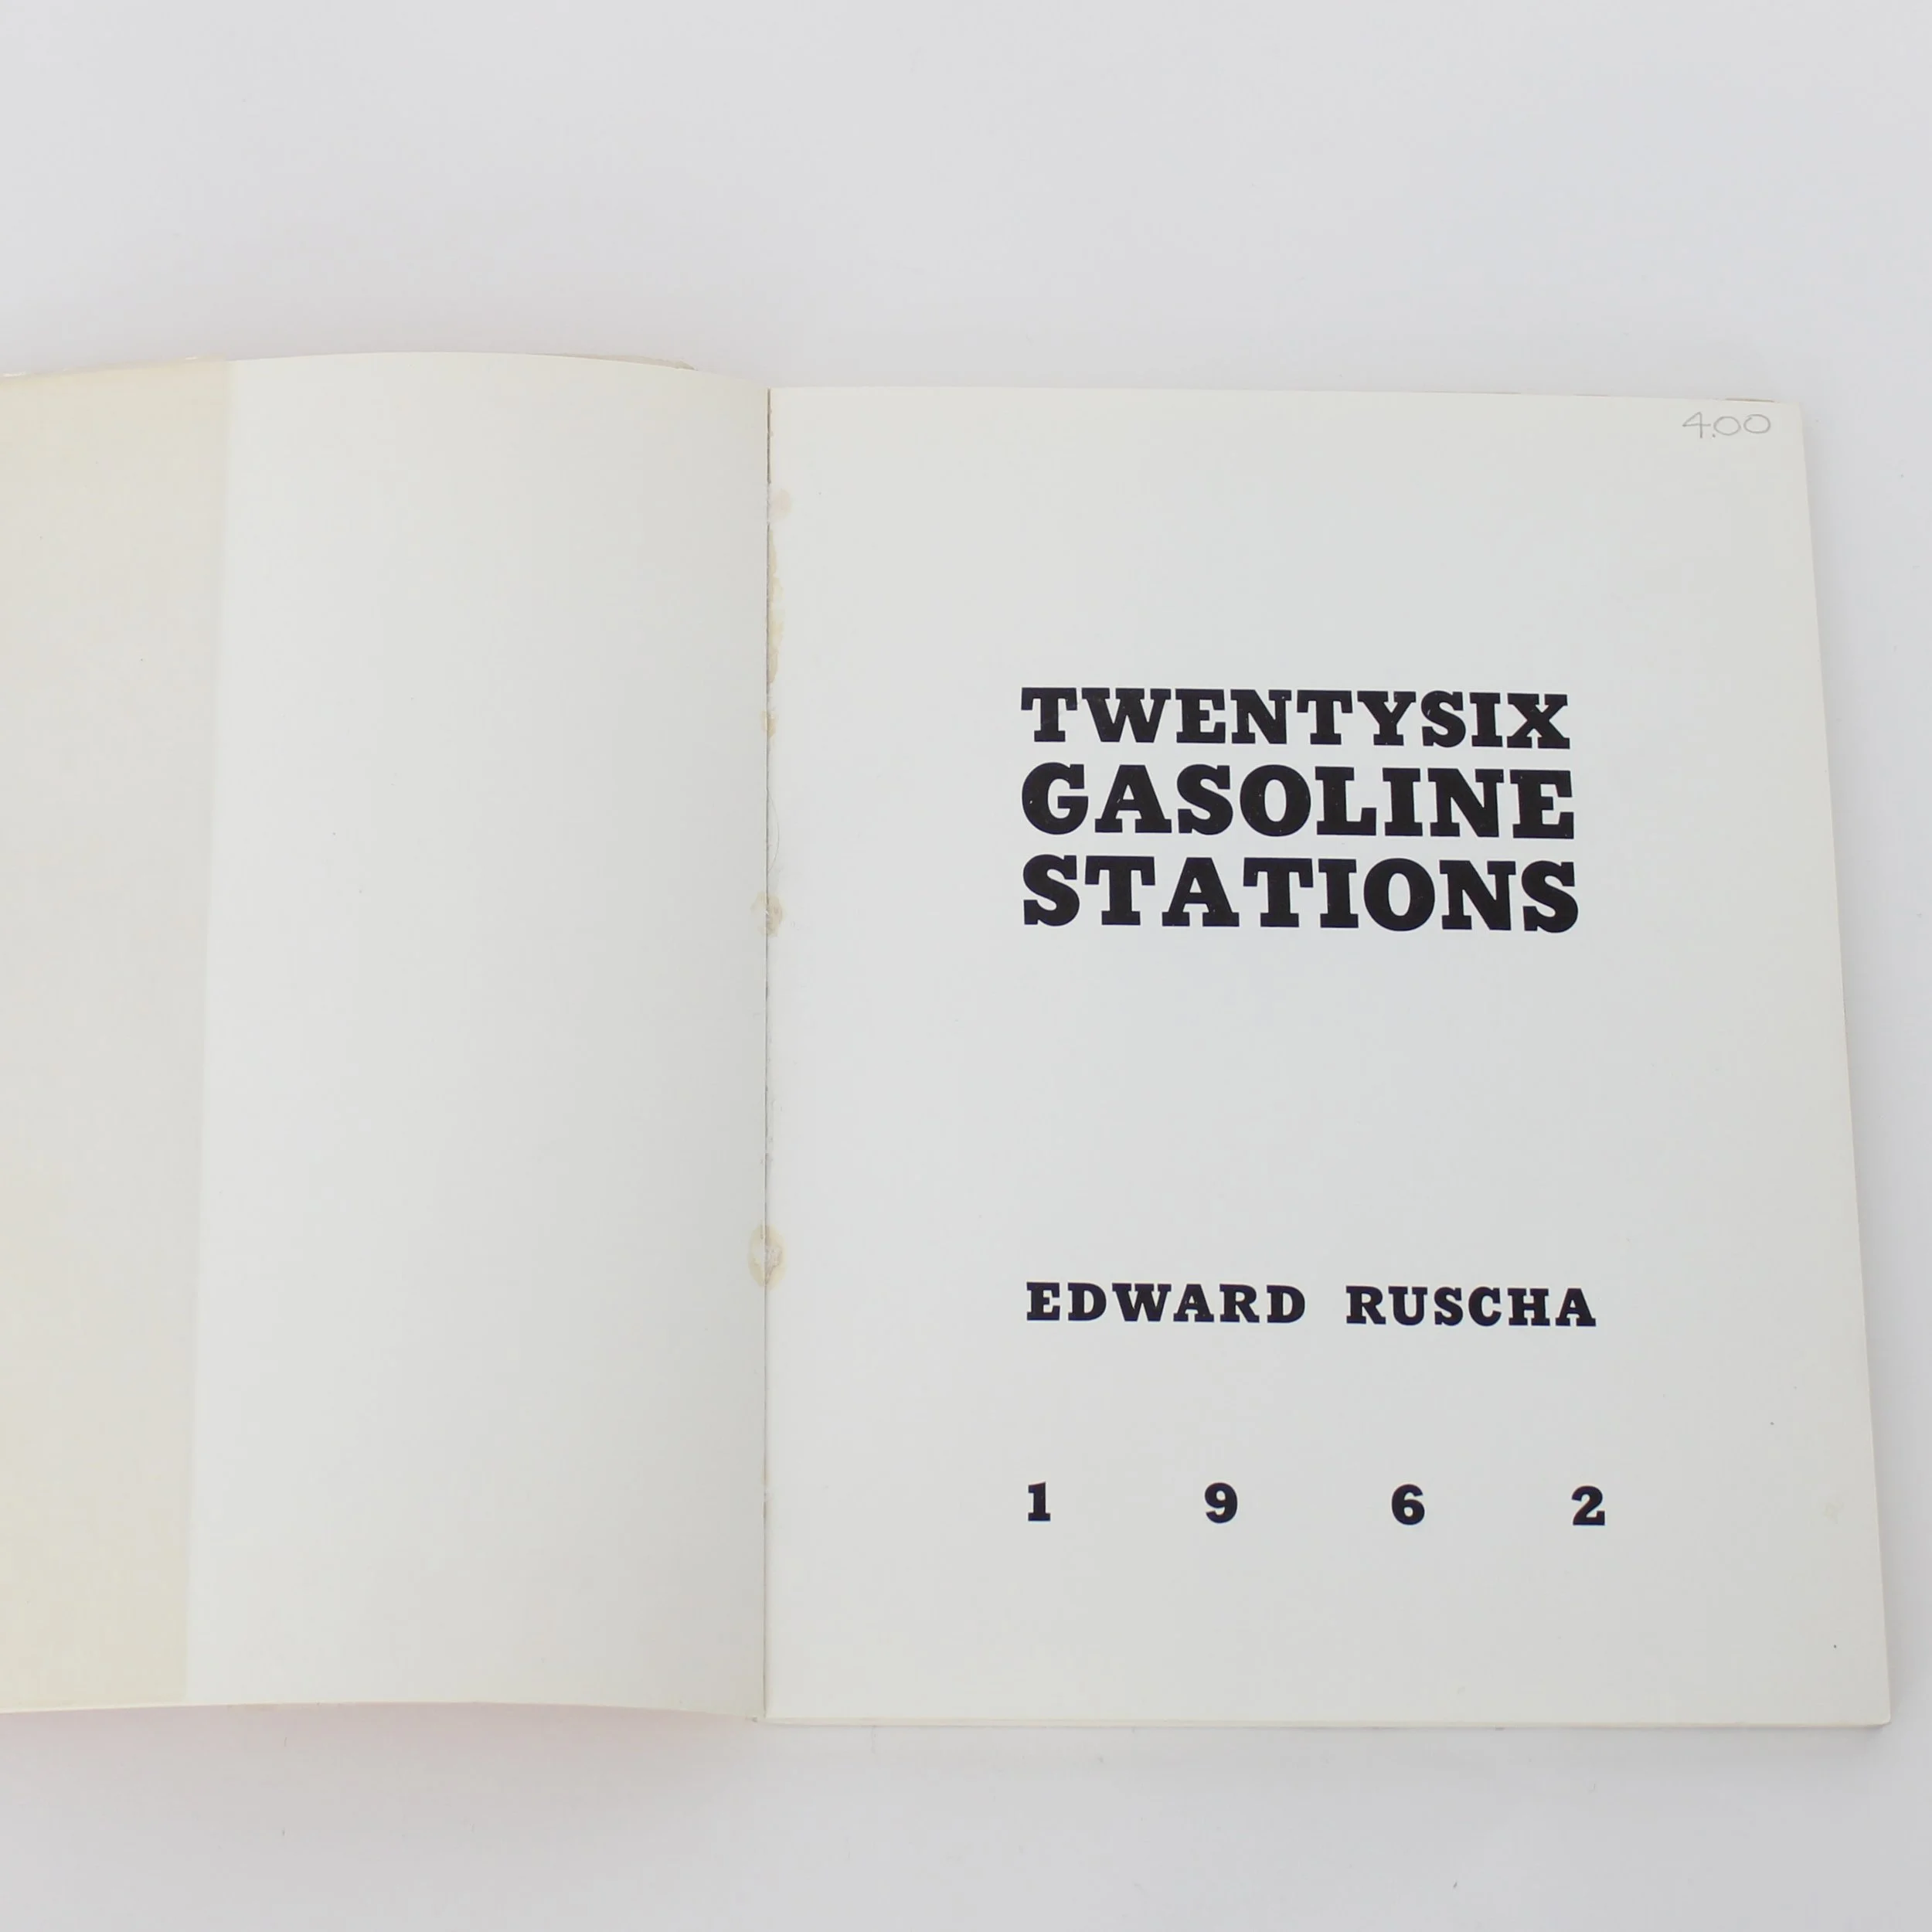 4.00
TWENTYSIX
GASOLINE
STATIONS
EDWARD RUSCHA
1 9 6 2